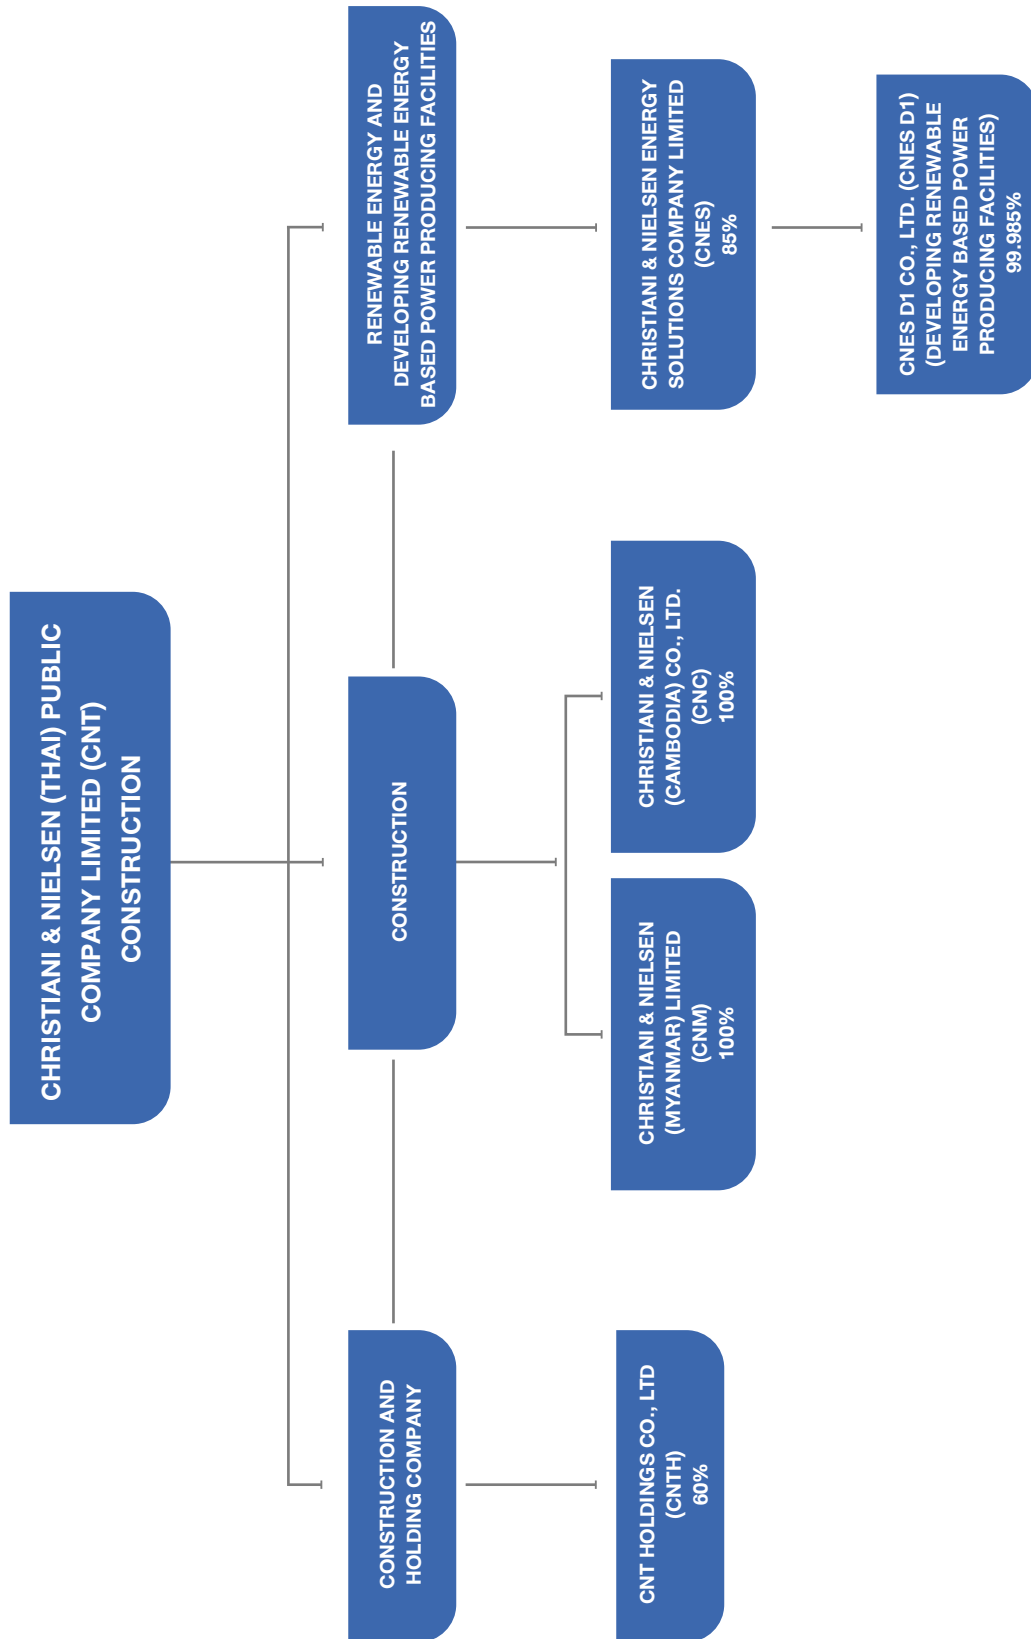 CHRISTIANI & NIELSEN (THAI) PUBLIC
COMPANY LIMITED (CNT)
CONSTRUCTION
CONSTRUCTION AND
HOLDING COMPANY
CONSTRUCTION
RENEWABLE ENERGY AND
DEVELOPING RENEWABLE ENERGY
BASED POWER PRODUCING FACILITIES
CNT HOLDINGS CO., LTD
(CNTH)
60%
CHRISTIANI & NIELSEN
(MYANMAR) LIMITED
(CNM)
100%
CHRISTIANI & NIELSEN
(CAMBODIA) CO., LTD.
(CNC)
100%
CHRISTIANI & NIELSEN ENERGY
SOLUTIONS COMPANY LIMITED
(CNES)
85%
CNES D1 CO., LTD. (CNES D1)
(DEVELOPING RENEWABLE
ENERGY BASED POWER
PRODUCING FACILITIES)
99.985%